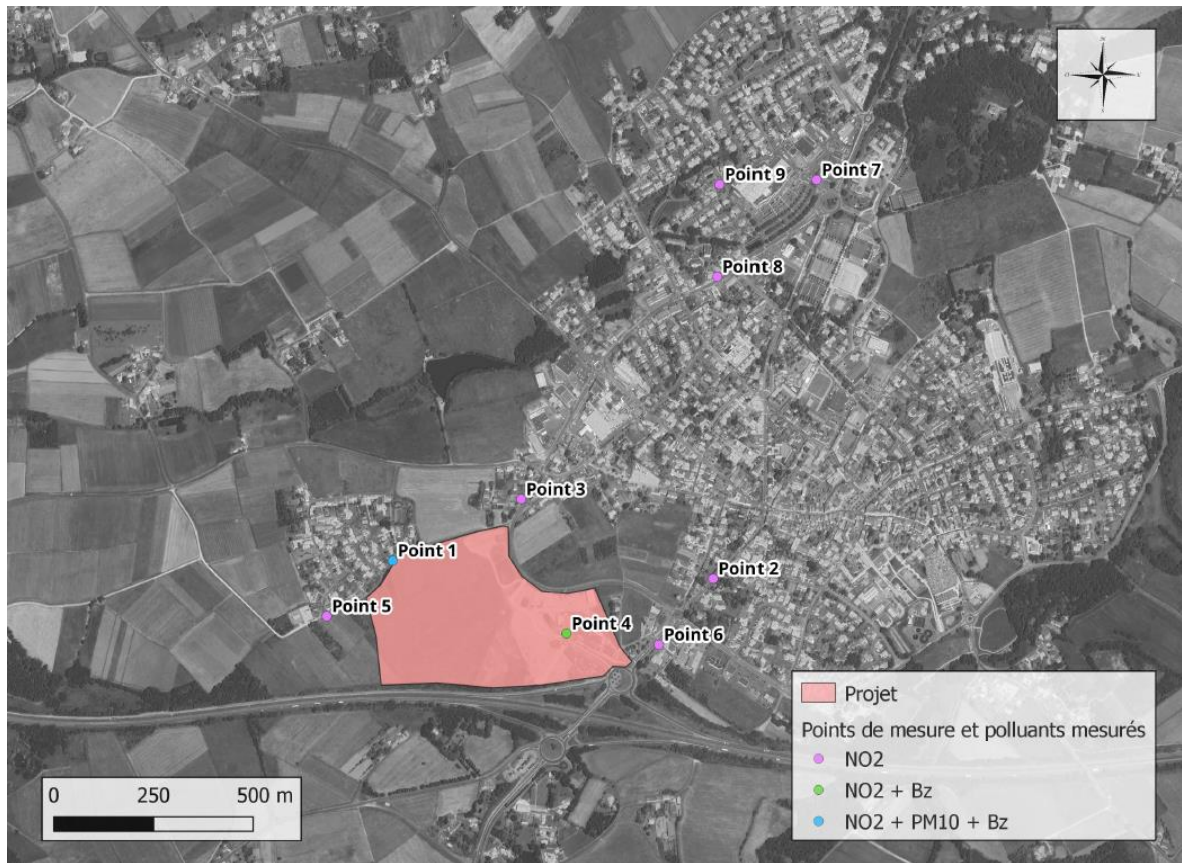 N
O
Point 9
Point 7
Point 8
Point 3
Point 1
Point 2
Point 5
Point 4
Point 6
Projet
Points de mesure et polluants mesurés
NO2
NO2 + Bz
NO2 + PM10 + Bz
0 250 500 m